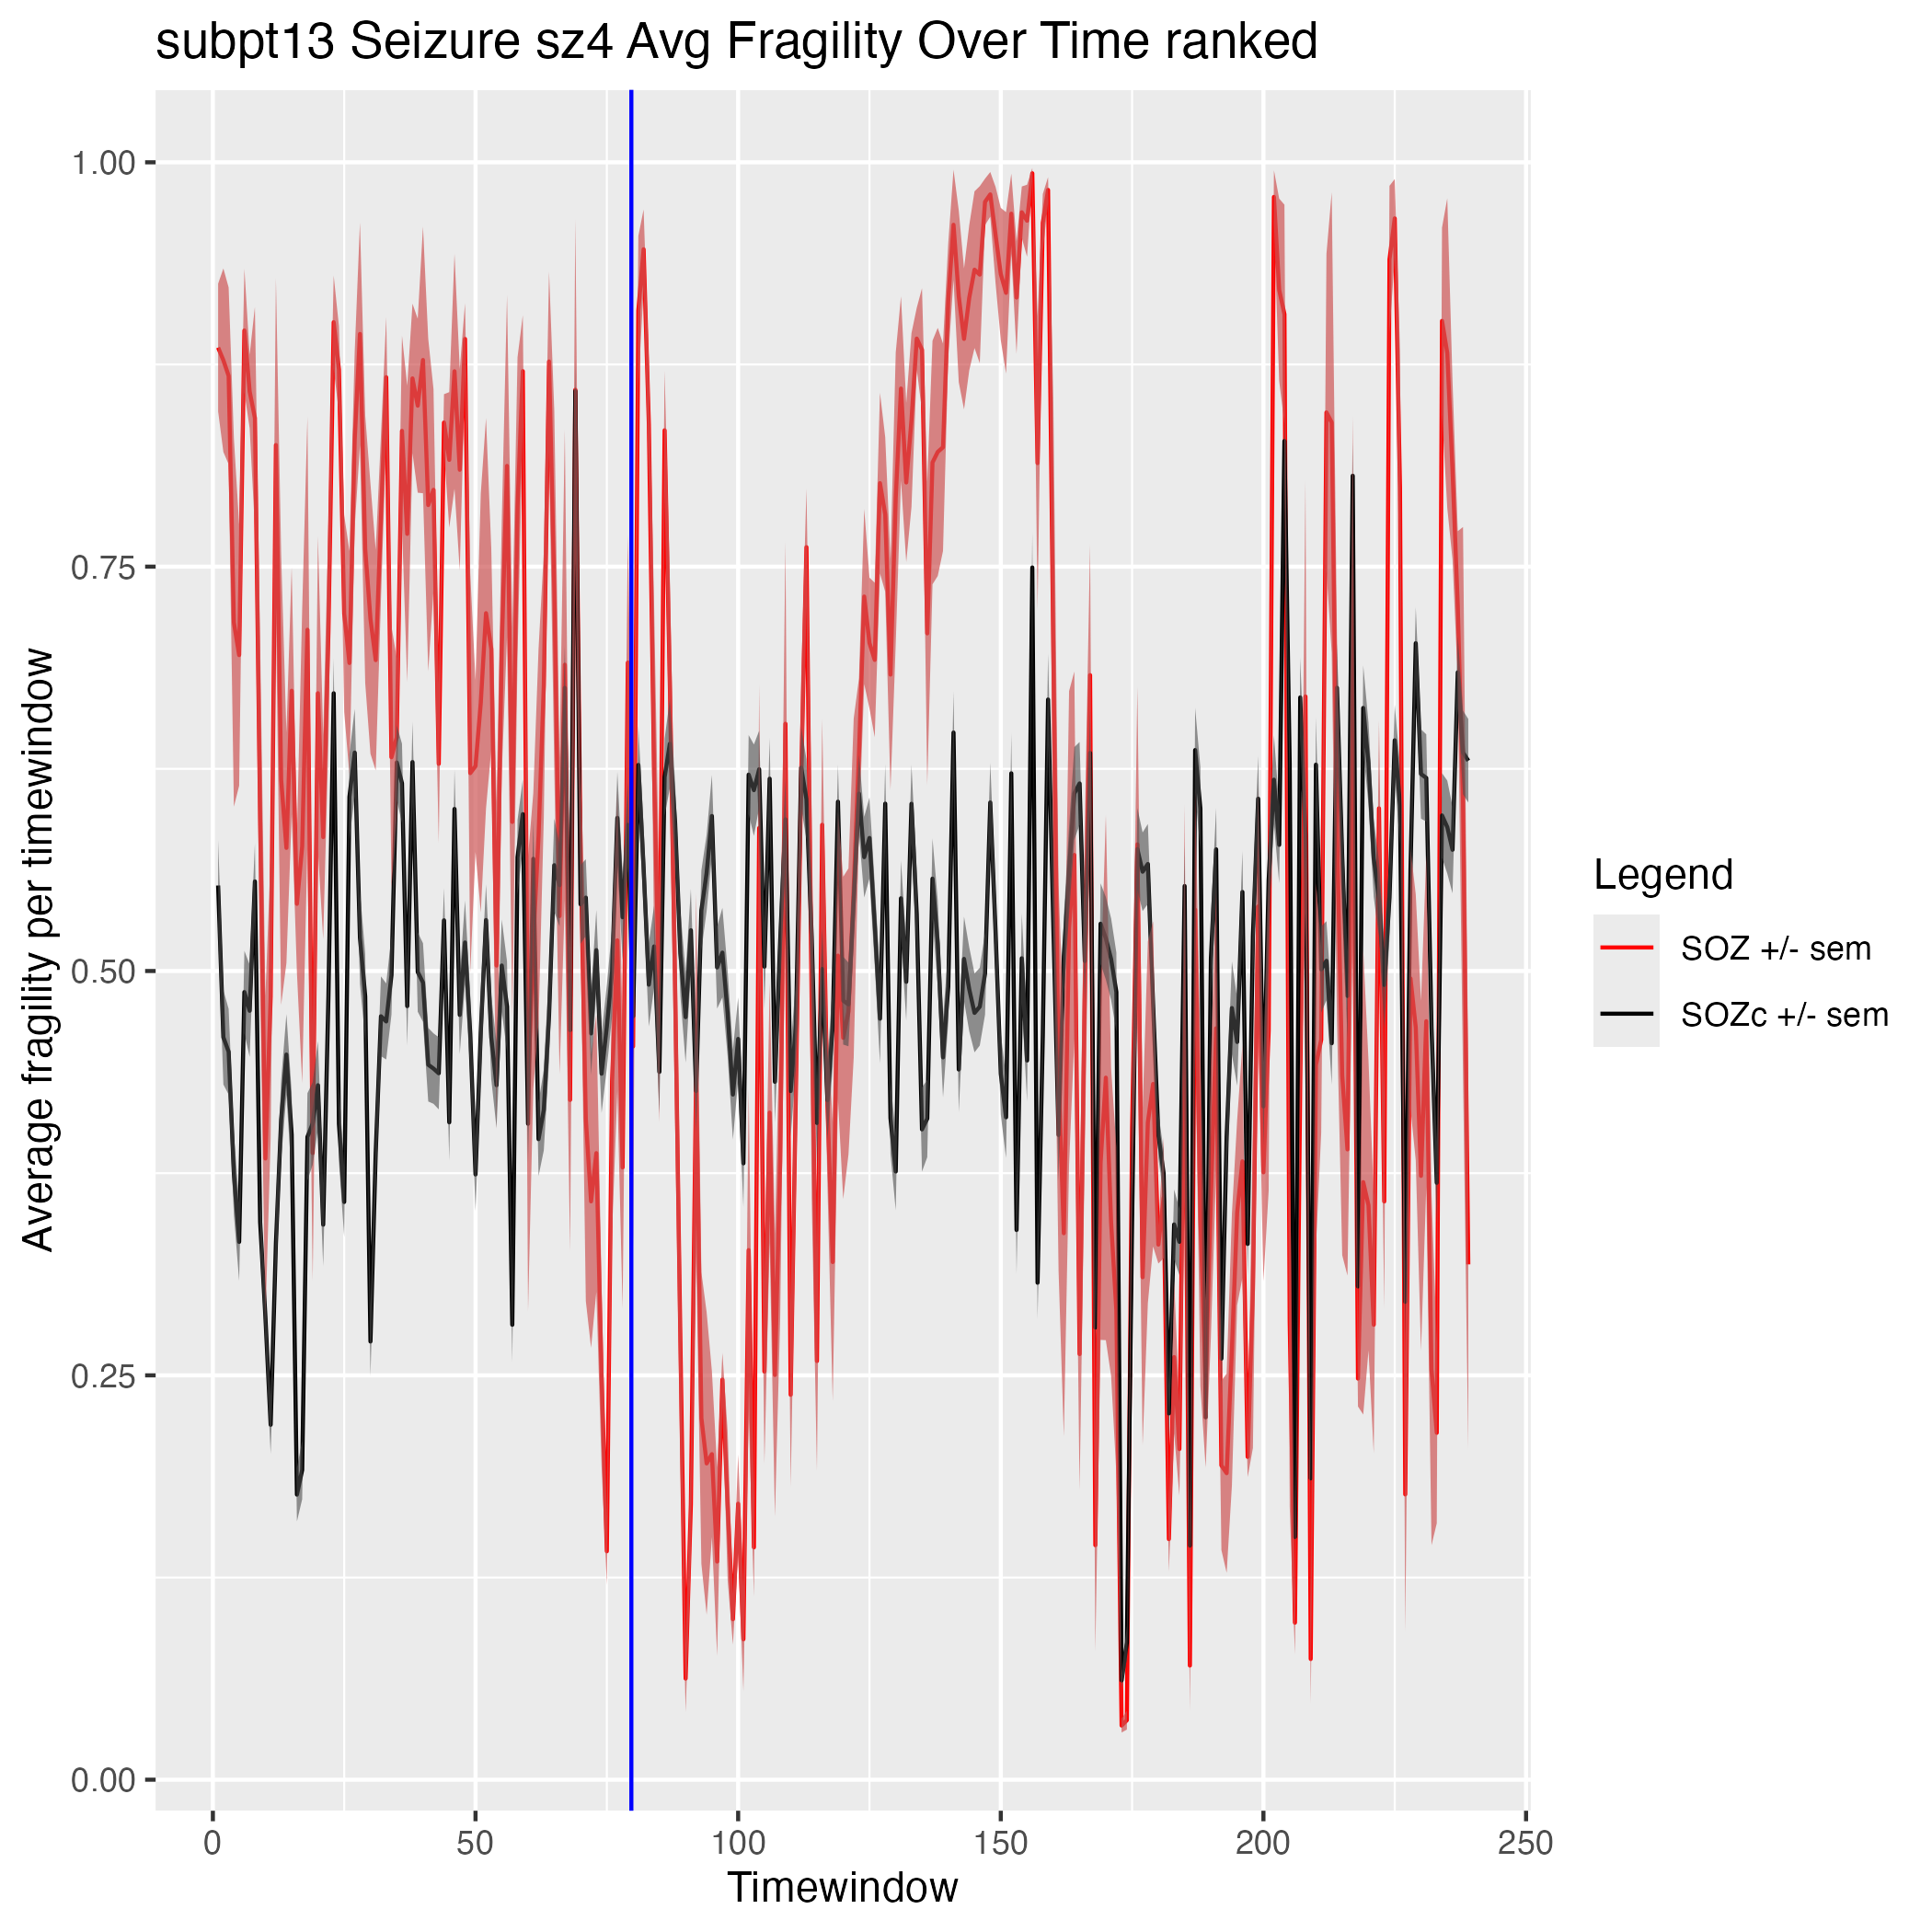 subpt13 Seizure sz4 Avg Fragility Over Time ranked
1.00
0.75
0.50
0.25
0.00
Average fragility per timewindow
0 50 100 150 200 250
Timewindow
Legend
SOZ +/- sem
SOZc +/- sem